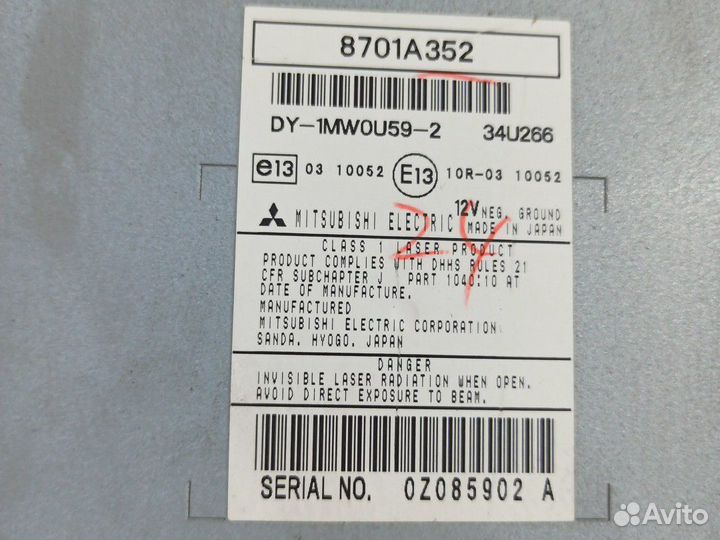 8701A352
DY-1MW0U59-2 34U266
e13 03 10052 E13 10R-03 10052
MITSUBISHI ELECTRIC 12V NEG. GROUND
MADE IN JAPAN
24
CLASS 1 LASER PRODUCT
PRODUCT COMPLIES WITH DHHS RULES 21
CFR SUBCHAPTER J PART 1040:10 AT
DATE OF MANUFACTURE.
MANUFACTURED
MITSUBISHI ELECTRIC CORPORATION
SANDA. HYOGO. JAPAN
DANGER
INVISIBLE LASER RADIATION WHEN OPEN.
AVOID DIRECT EXPOSURE TO BEAM.
SERIAL NO. 0Z085902 A
Avito